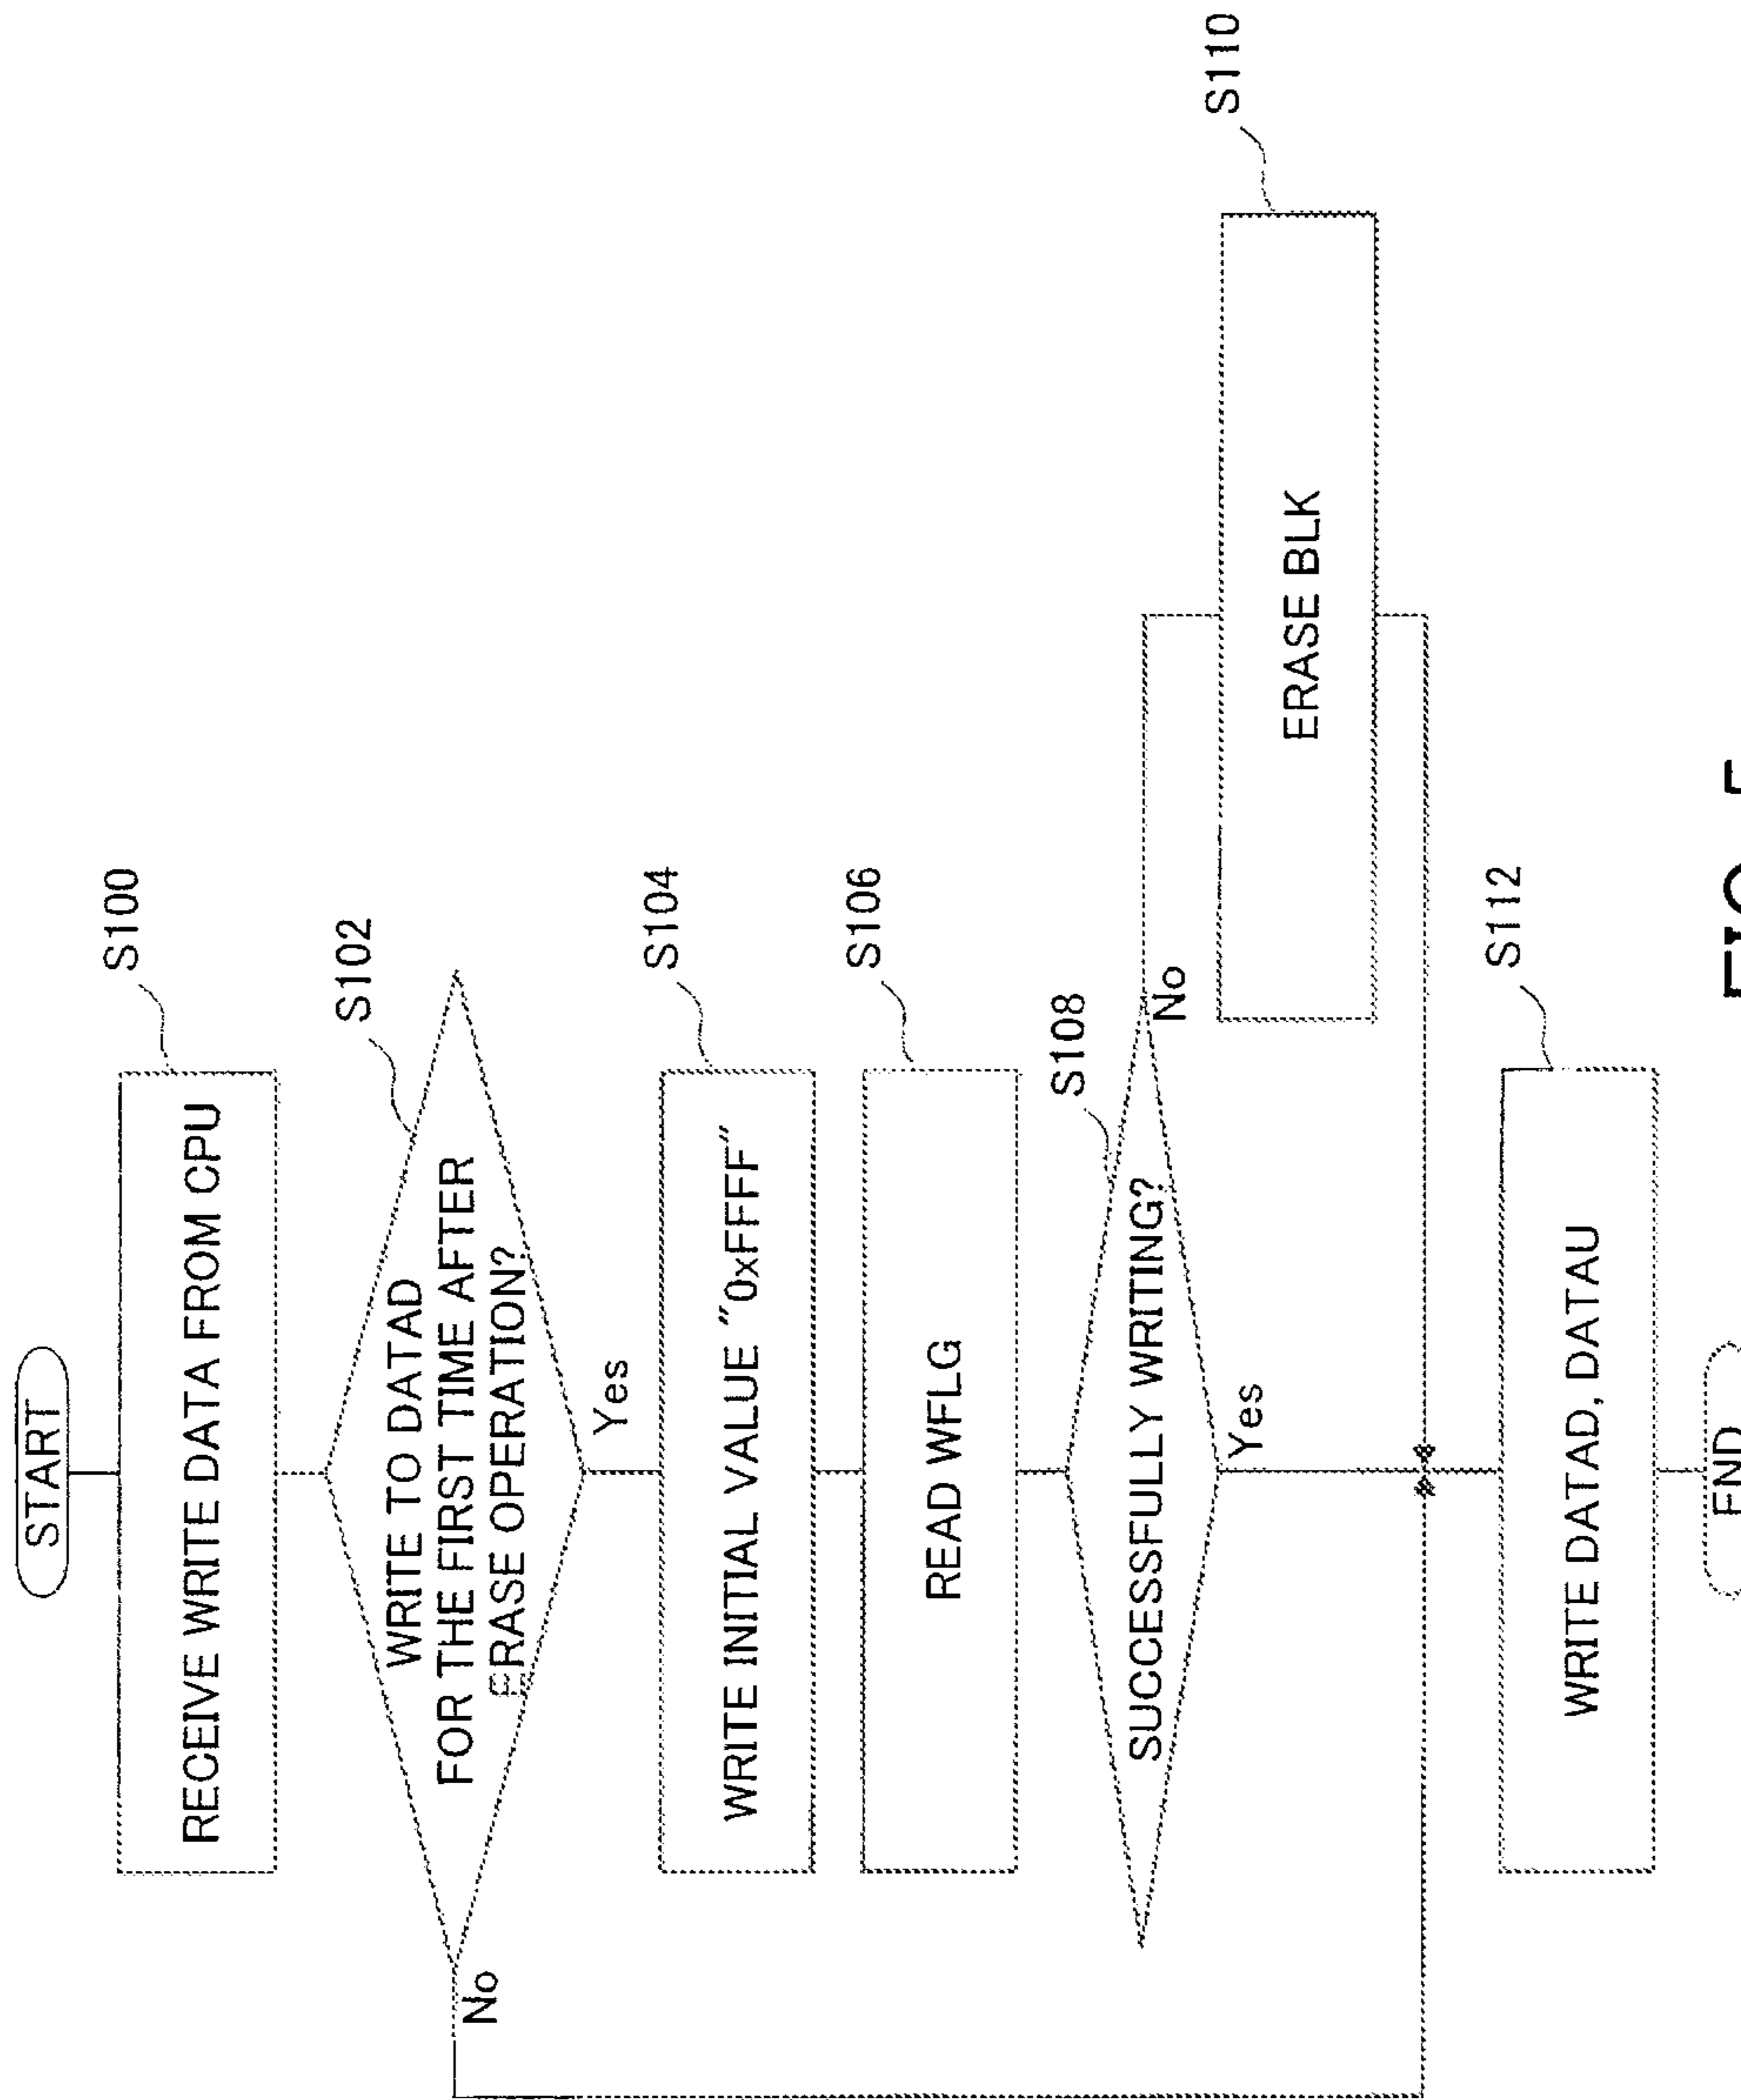 START
S100
RECEIVE WRITE DATA FROM CPU
S102
WRITE TO DATAD
FOR THE FIRST TIME AFTER
ERASE OPERATION?
No
Yes
S104
WRITE INITIAL VALUE "0xFFFF"
S106
READ WFLG
S108
SUCCESSFULLY WRITING?
No
Yes
S110
ERASE BLK
S112
WRITE DATAD, DATAU
END